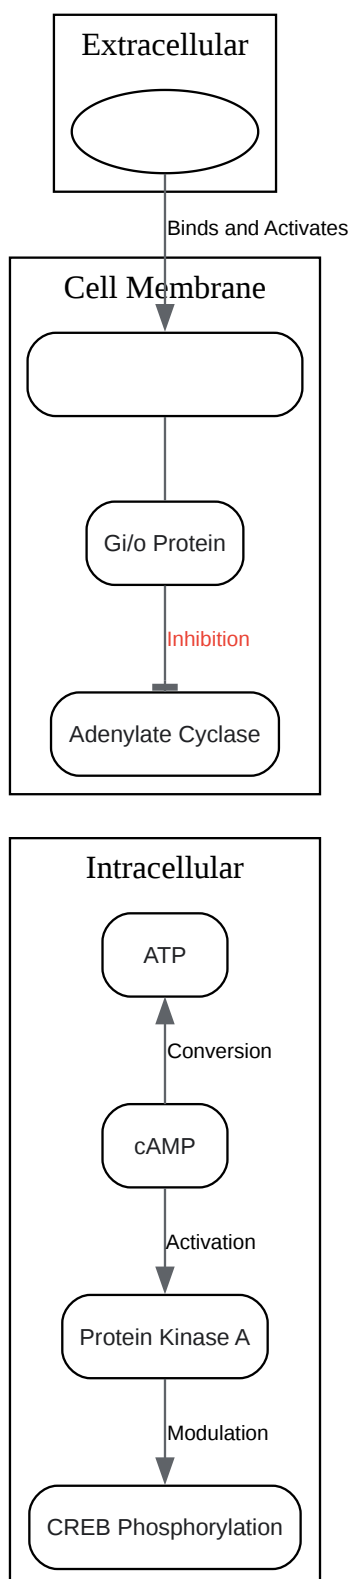 Extracellular
Binds and Activates
Cell Membrane
Gi/o Protein
Inhibition
Adenylate Cyclase
Intracellular
ATP
Conversion
cAMP
Activation
Protein Kinase A
Modulation
CREB Phosphorylation